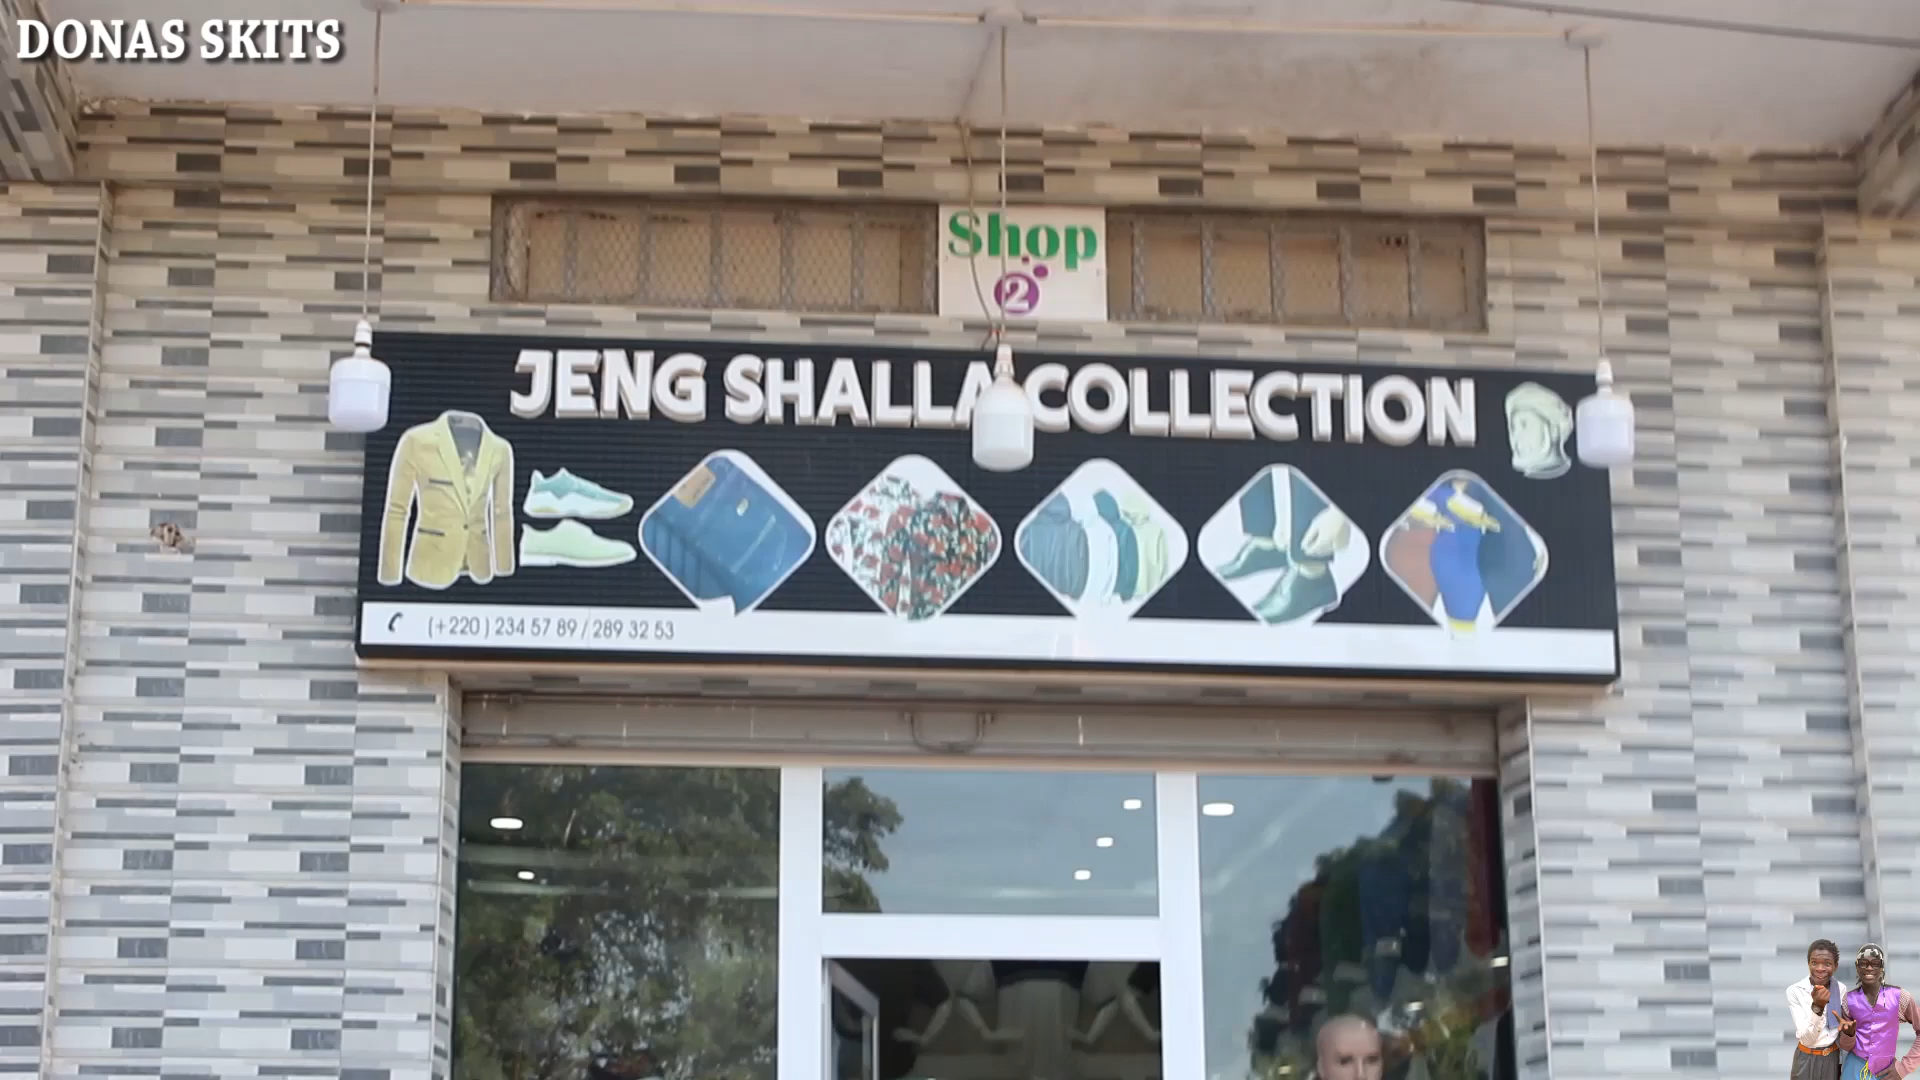 DONAS SKITS
Shop
2
JENG SHALLA COLLECTION
(+220 ) 234 57 89 / 289 32 53